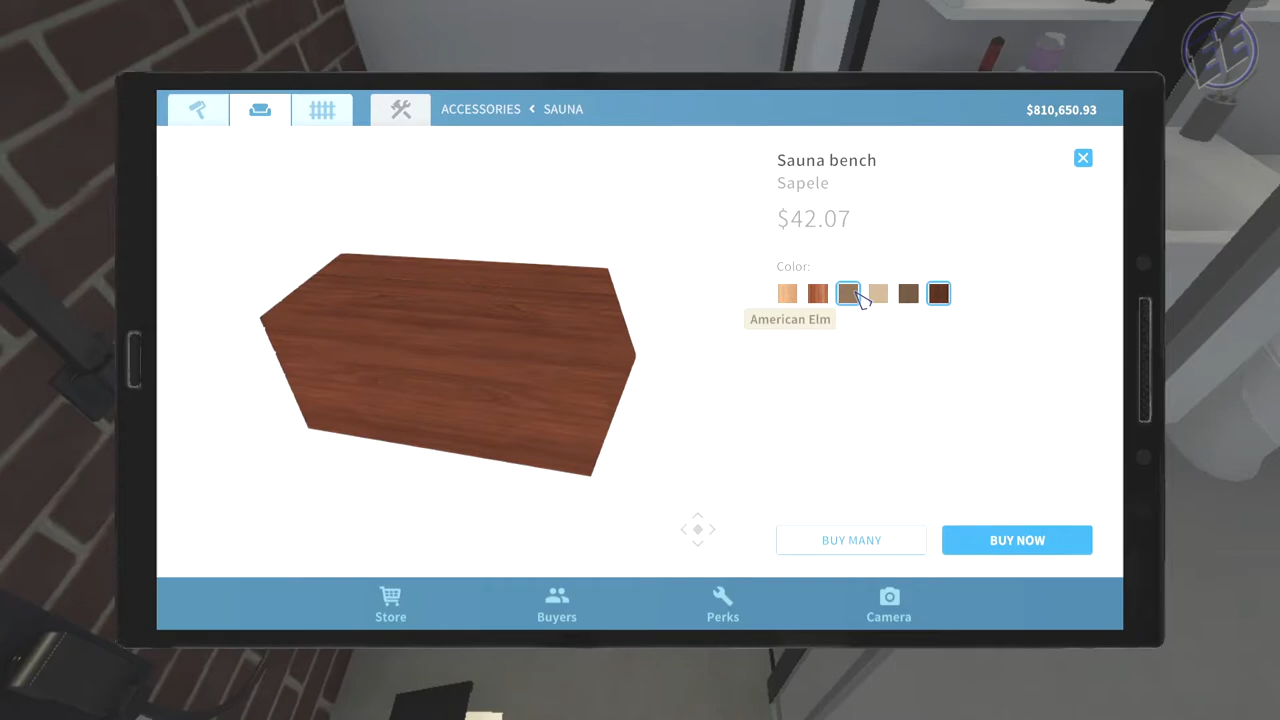 ACCESSORIES < SAUNA
$810,650.93
Sauna bench
Sapele
$42.07
Color:
American Elm
BUY MANY
BUY NOW
Store
Buyers
Perks
Camera